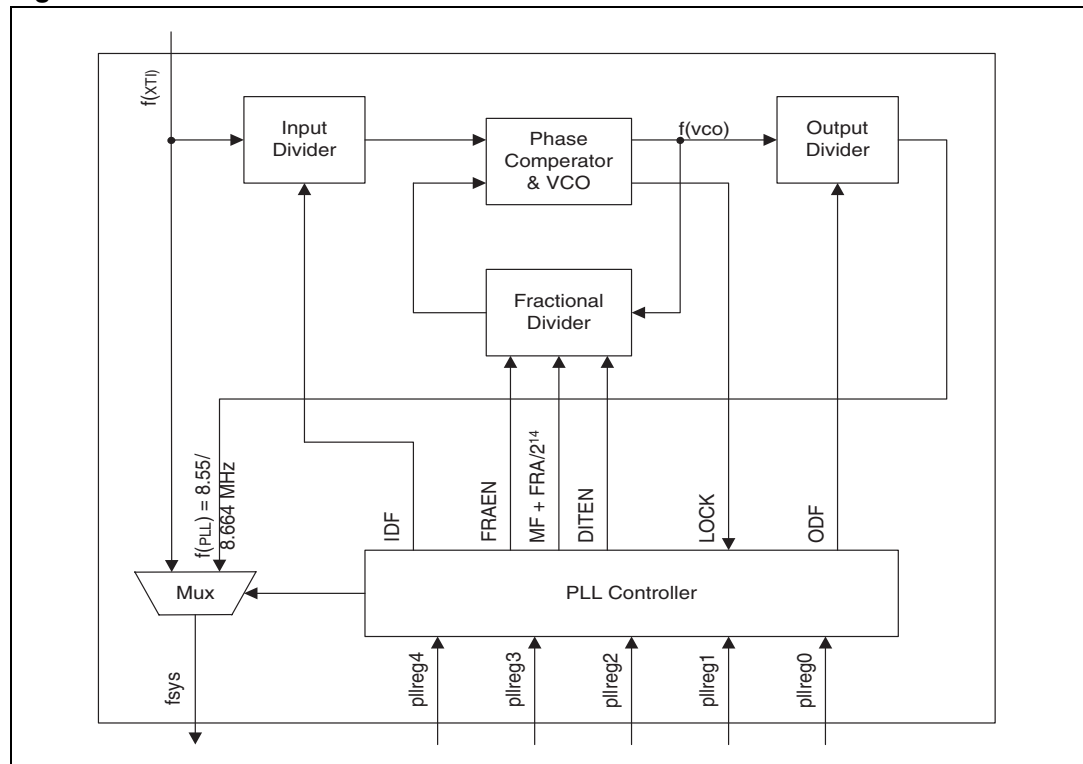 f(XTI)
Input
Divider
Phase
Comperator
& VCO
f(vco)
Output
Divider
Fractional
Divider
f(PLL) = 8.55/
8.664 MHz
IDF
FRAEN
MF + FRA/2¹⁴
DITEN
LOCK
ODF
Mux
PLL Controller
fsys
pllreg4
pllreg3
pllreg2
pllreg1
pllreg0